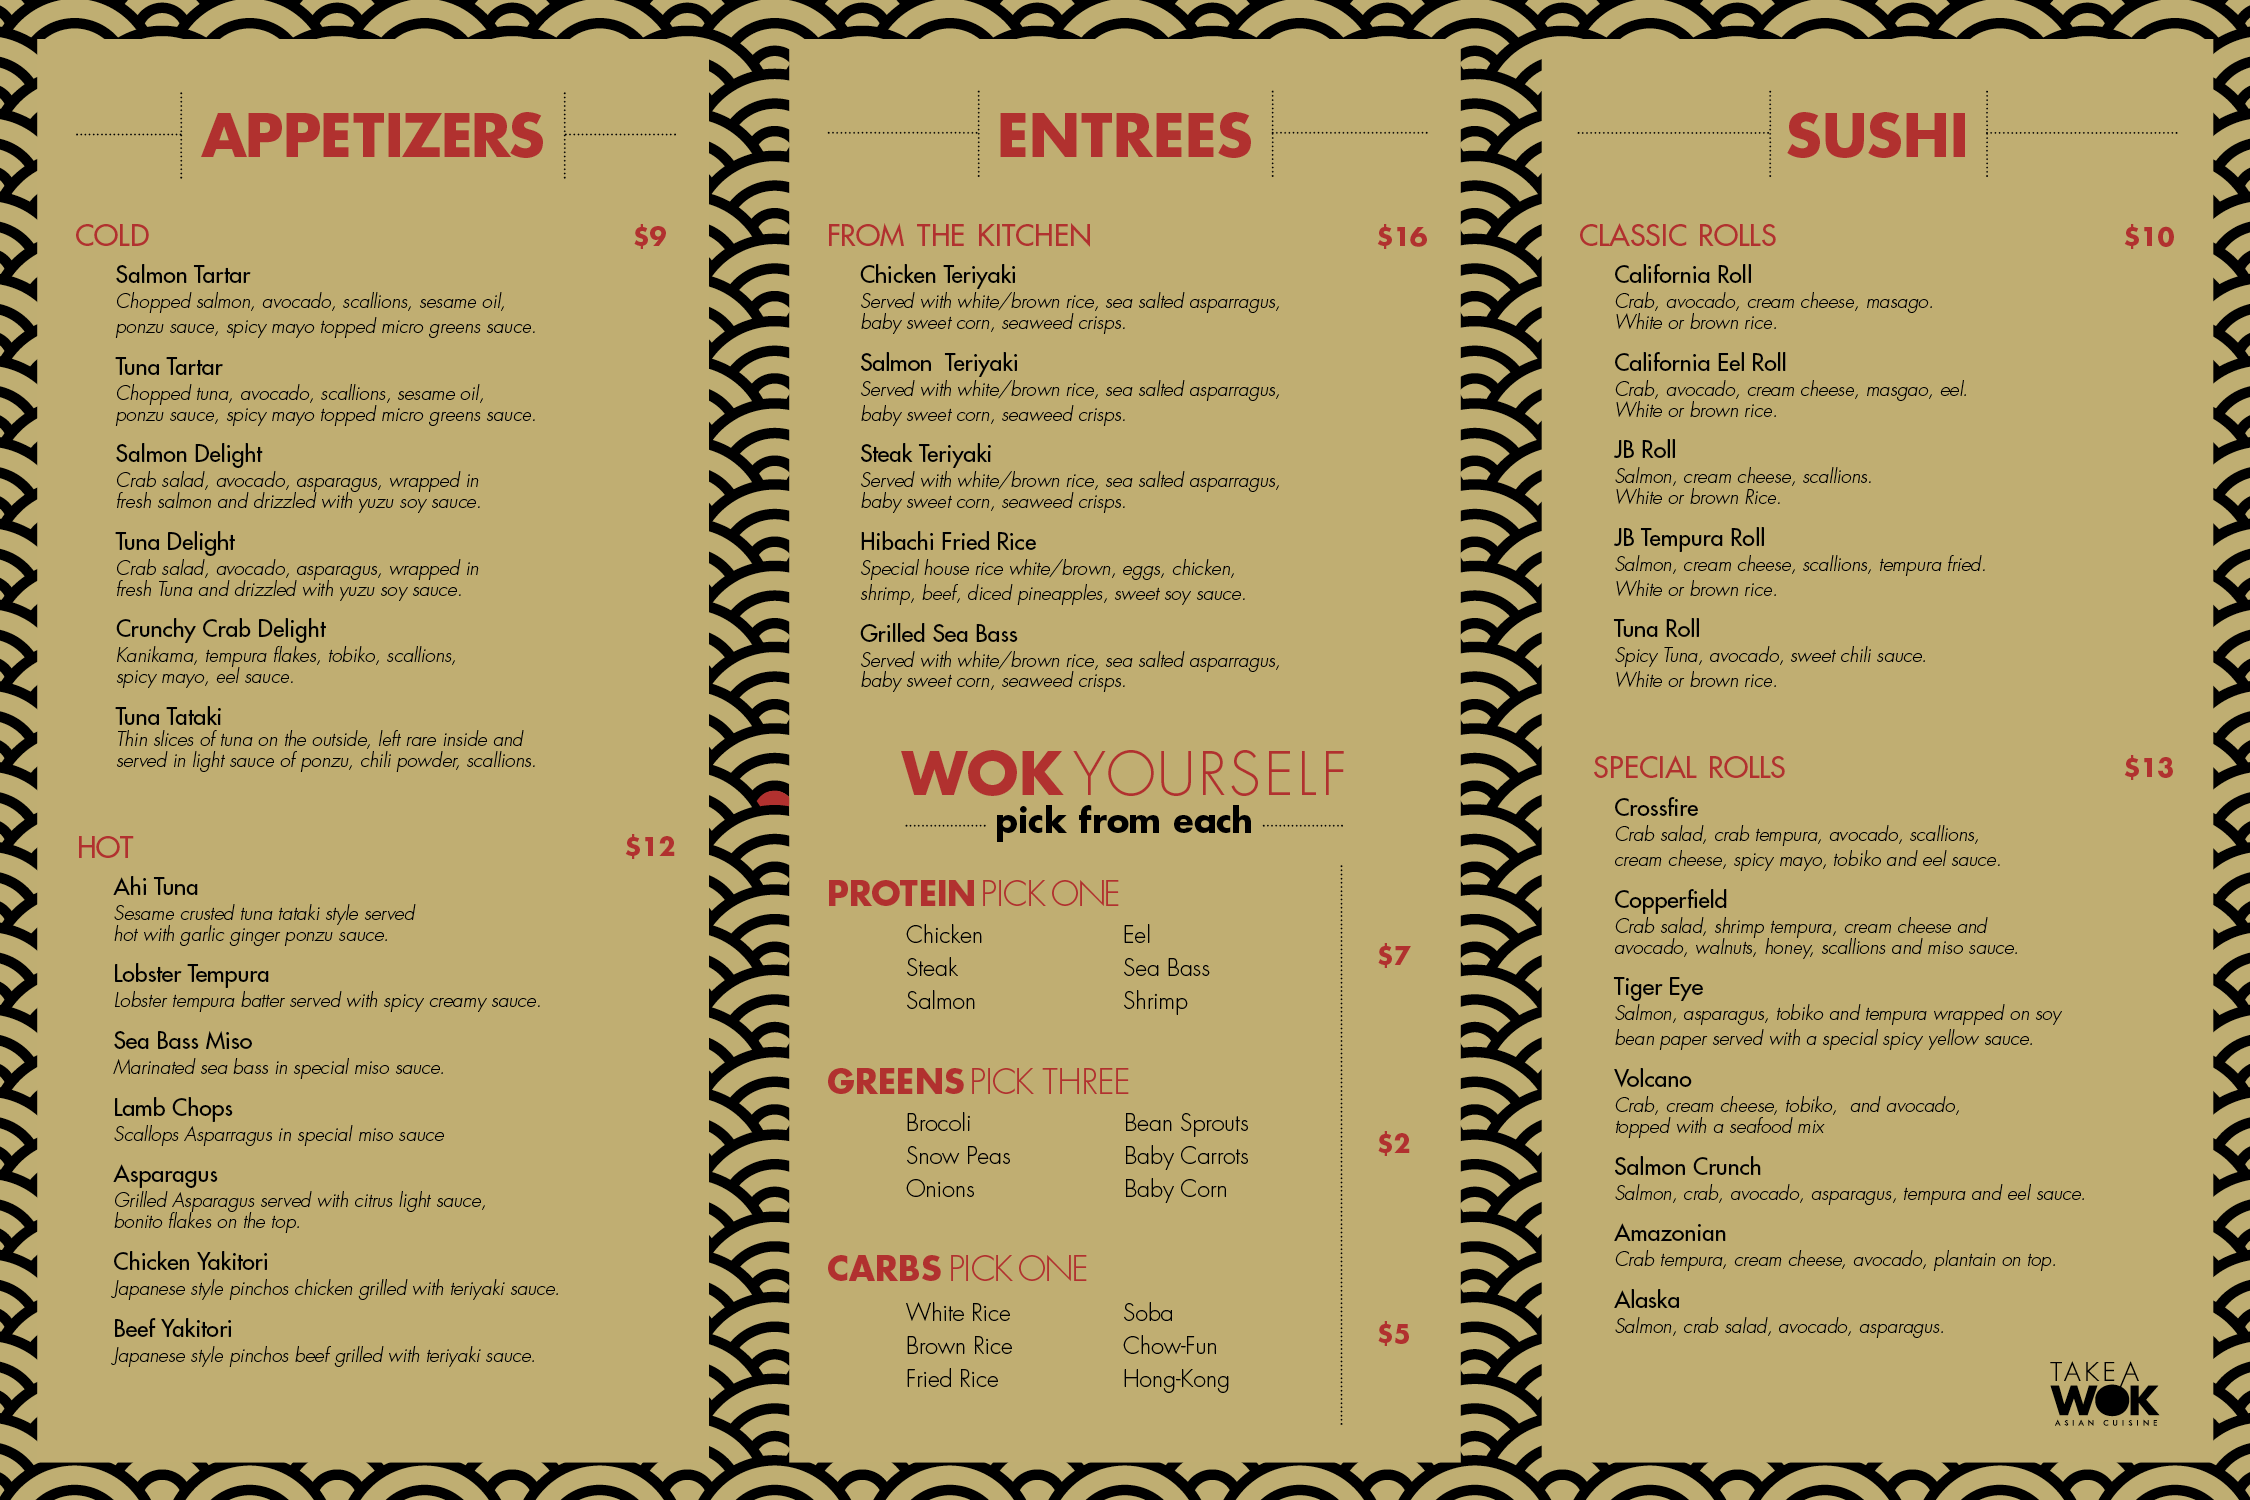 APPETIZERS
COLD $9
Salmon Tartar
Chopped salmon, avocado, scallions, sesame oil,
ponzu sauce, spicy mayo topped micro greens sauce.
Tuna Tartar
Chopped tuna, avocado, scallions, sesame oil,
ponzu sauce, spicy mayo topped micro greens sauce.
Salmon Delight
Crab salad, avocado, asparagus, wrapped in
fresh salmon and drizzled with yuzu soy sauce.
Tuna Delight
Crab salad, avocado, asparagus, wrapped in
fresh Tuna and drizzled with yuzu soy sauce.
Crunchy Crab Delight
Kanikama, tempura flakes, tobiko, scallions,
spicy mayo, eel sauce.
Tuna Tataki
Thin slices of tuna on the outside, left rare inside and
served in light sauce of ponzu, chili powder, scallions.
HOT $12
Ahi Tuna
Sesame crusted tuna tataki style served
hot with garlic ginger ponzu sauce.
Lobster Tempura
Lobster tempura batter served with spicy creamy sauce.
Sea Bass Miso
Marinated sea bass in special miso sauce.
Lamb Chops
Scallops Asparragus in special miso sauce
Asparagus
Grilled Asparagus served with citrus light sauce,
bonito flakes on the top.
Chicken Yakitori
Japanese style pinchos chicken grilled with teriyaki sauce.
Beef Yakitori
Japanese style pinchos beef grilled with teriyaki sauce.
ENTREES
FROM THE KITCHEN $16
Chicken Teriyaki
Served with white/brown rice, sea salted asparragus,
baby sweet corn, seaweed crisps.
Salmon Teriyaki
Served with white/brown rice, sea salted asparragus,
baby sweet corn, seaweed crisps.
Steak Teriyaki
Served with white/brown rice, sea salted asparragus,
baby sweet corn, seaweed crisps.
Hibachi Fried Rice
Special house rice white/brown, eggs, chicken,
shrimp, beef, diced pineapples, sweet soy sauce.
Grilled Sea Bass
Served with white/brown rice, sea salted asparragus,
baby sweet corn, seaweed crisps.
WOK YOURSELF
pick from each
PROTEIN PICK ONE
Chicken Eel
Steak Sea Bass
Salmon Shrimp
$7
GREENS PICK THREE
Brocoli Bean Sprouts
Snow Peas Baby Carrots
Onions Baby Corn
$2
CARBS PICK ONE
White Rice Soba
Brown Rice Chow-Fun
Fried Rice Hong-Kong
$5
SUSHI
CLASSIC ROLLS $10
California Roll
Crab, avocado, cream cheese, masago.
White or brown rice.
California Eel Roll
Crab, avocado, cream cheese, masgao, eel.
White or brown rice.
JB Roll
Salmon, cream cheese, scallions.
White or brown Rice.
JB Tempura Roll
Salmon, cream cheese, scallions, tempura fried.
White or brown rice.
Tuna Roll
Spicy Tuna, avocado, sweet chili sauce.
White or brown rice.
SPECIAL ROLLS $13
Crossfire
Crab salad, crab tempura, avocado, scallions,
cream cheese, spicy mayo, tobiko and eel sauce.
Copperfield
Crab salad, shrimp tempura, cream cheese and
avocado, walnuts, honey, scallions and miso sauce.
Tiger Eye
Salmon, asparagus, tobiko and tempura wrapped on soy
bean paper served with a special spicy yellow sauce.
Volcano
Crab, cream cheese, tobiko, and avocado,
topped with a seafood mix
Salmon Crunch
Salmon, crab, avocado, asparagus, tempura and eel sauce.
Amazonian
Crab tempura, cream cheese, avocado, plantain on top.
Alaska
Salmon, crab salad, avocado, asparagus.
TAKE A
WOK
ASIAN CUISINE